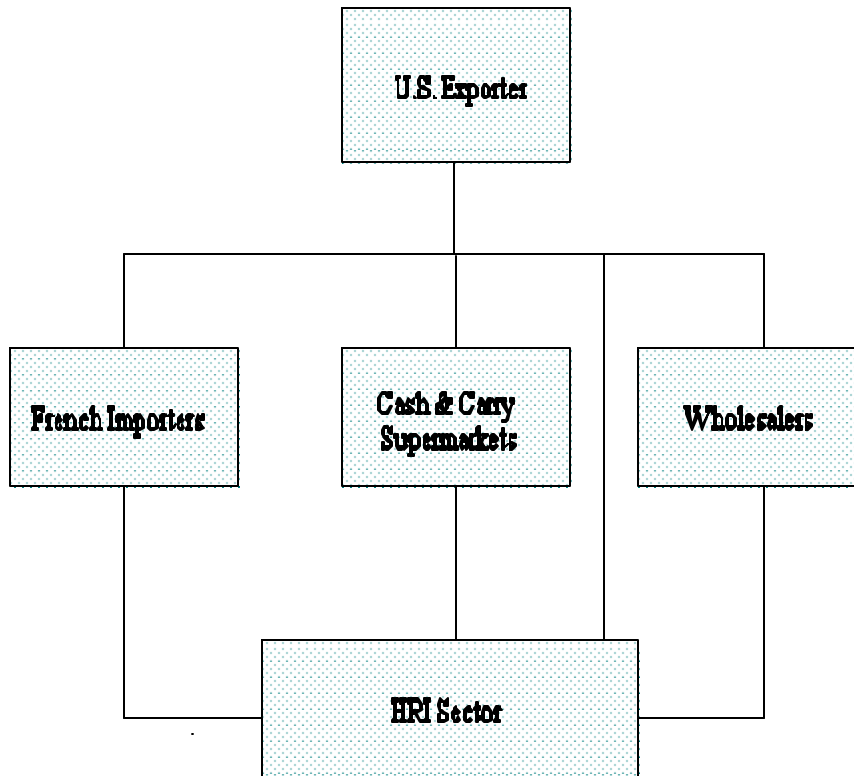 U.S. Exporter
French Importers
Cash & Carry
Supermarkets
Wholesalers
HRI Sector